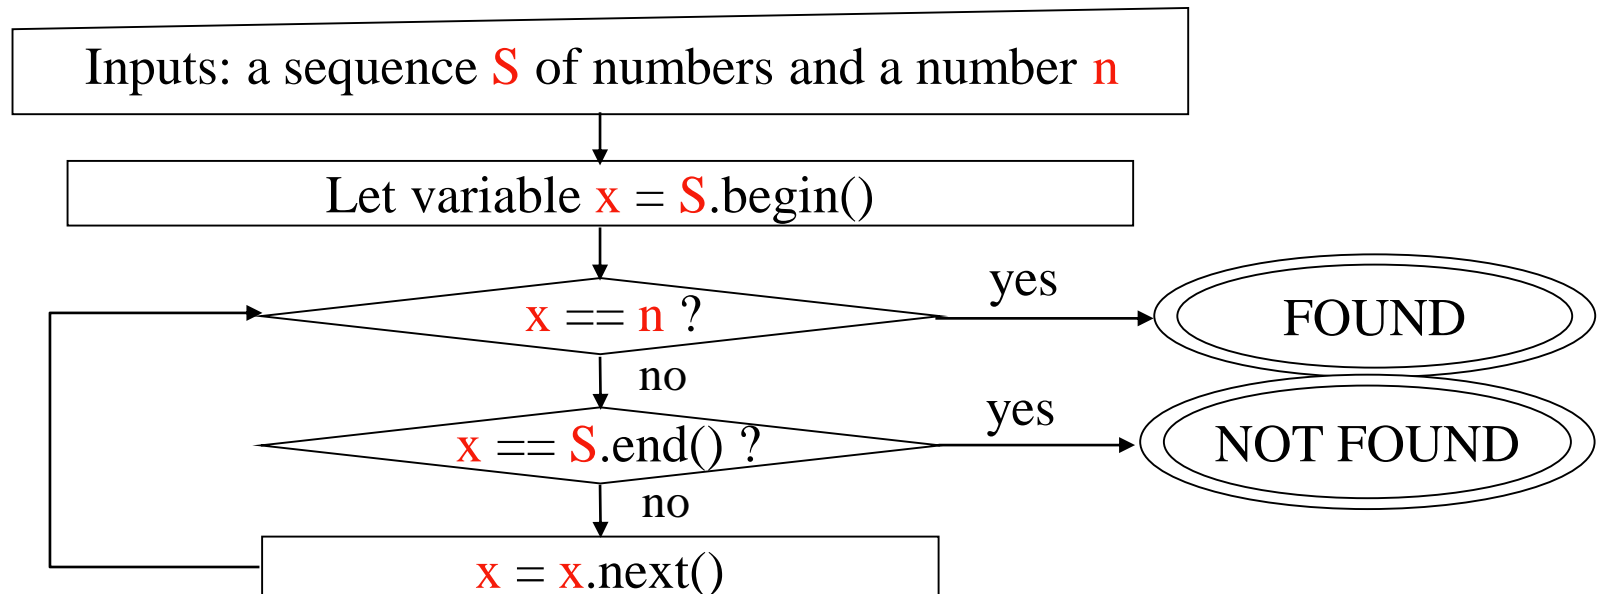 Inputs: a sequence S of numbers and a number n
Let variable x = S.begin()
x == n ?
yes
FOUND
no
x == S.end() ?
yes
NOT FOUND
no
x = x.next()